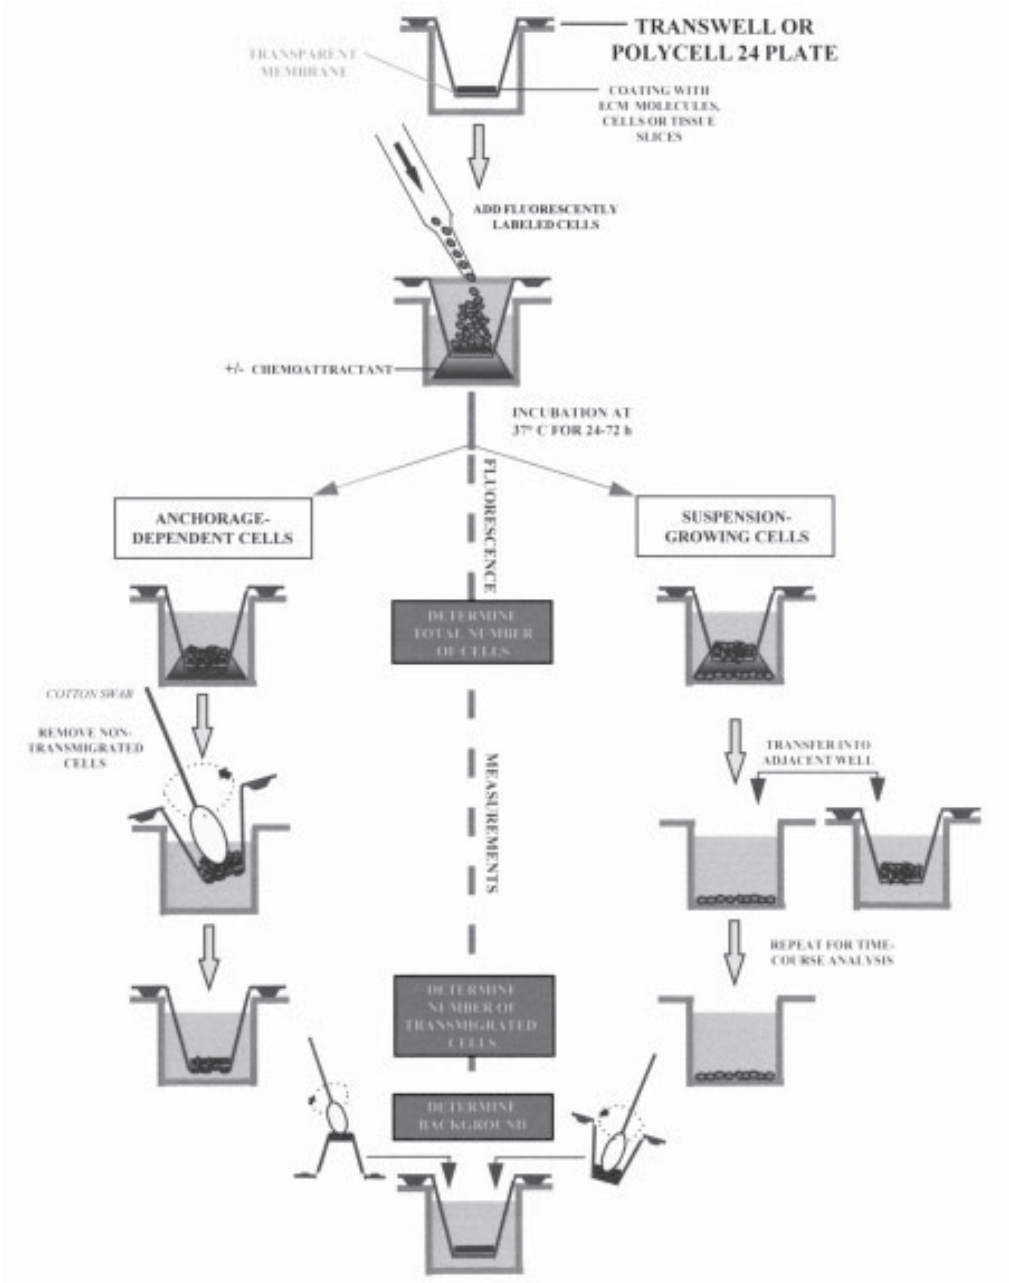 TRANSWELL OR
POLYCELL 24 PLATE
TRANSPARENT
MEMBRANE
COATING WITH
ECM MOLECULES,
CELLS OR TISSUE
SLICES
ADD FLUORESCENTLY
LABELED CELLS
+/- CHEMOATTRACTANT
INCUBATION AT
37° C FOR 24-72 h
FLUORESCENCE
ANCHORAGE-
DEPENDENT CELLS
SUSPENSION-
GROWING CELLS
DETERMINE
TOTAL NUMBER
OF CELLS
COTTON SWAB
REMOVE NON-
TRANSMIGRATED
CELLS
TRANSFER INTO
ADJACENT WELL
MEASUREMENTS
REPEAT FOR TIME-
COURSE ANALYSIS
DETERMINE
NUMBER OF
TRANSMIGRATED
CELLS
DETERMINE
BACKGROUND